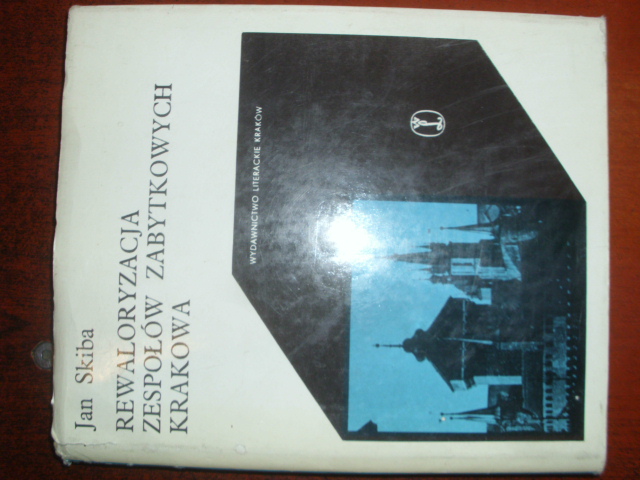 Jan Skiba
REWALORYZACJA
ZESPOŁÓW ZABYTKOWYCH
KRAKOWA
WYDAWNICTWO LITERACKIE KRAKÓW